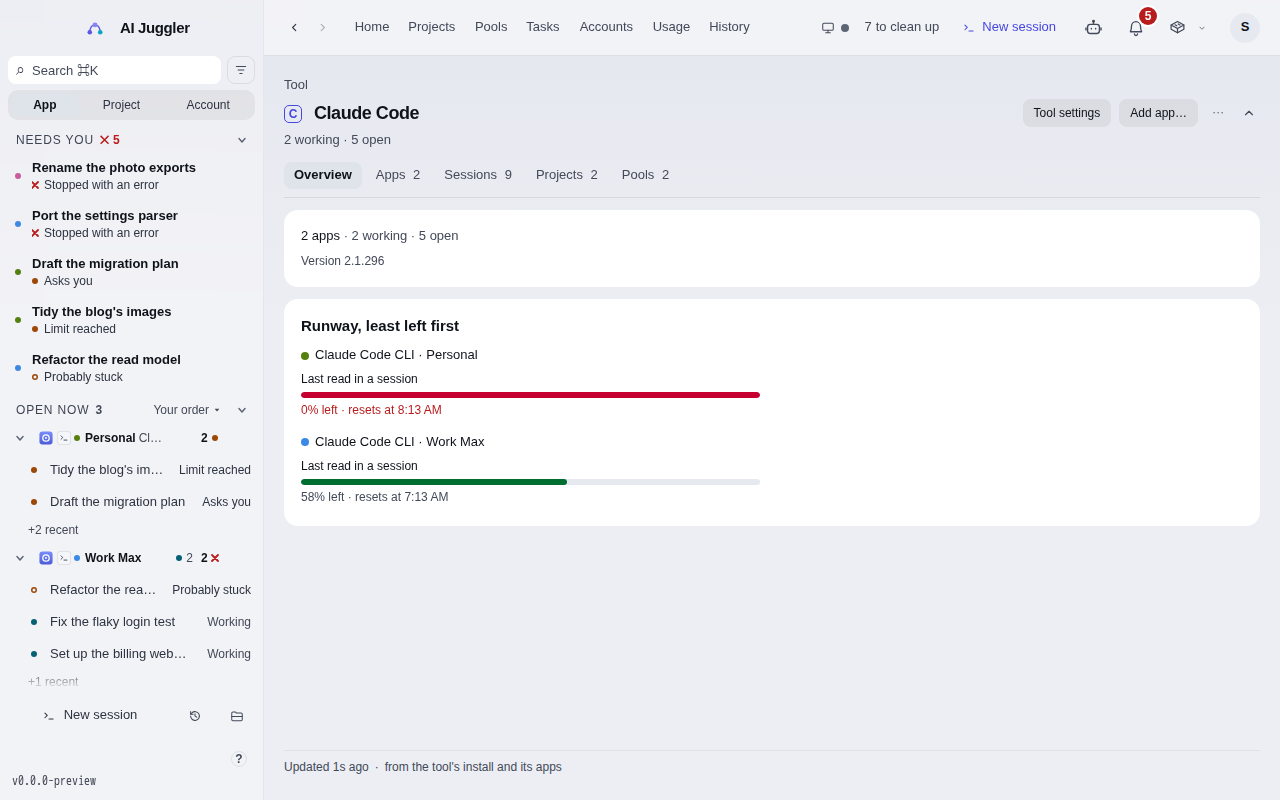 AI Juggler
Search ⌘K
App Project Account
NEEDS YOU 5
Rename the photo exports
Stopped with an error
Port the settings parser
Stopped with an error
Draft the migration plan
Asks you
Tidy the blog's images
Limit reached
Refactor the read model
Probably stuck
OPEN NOW 3 Your order
Personal Cl… 2
Tidy the blog's im… Limit reached
Draft the migration plan Asks you
+2 recent
Work Max 2 2
Refactor the rea… Probably stuck
Fix the flaky login test Working
Set up the billing web… Working
+1 recent
New session
?
v0.0.0-preview
Home Projects Pools Tasks Accounts Usage History 7 to clean up New session 5 S
Tool
C Claude Code
Tool settings Add app… ···
2 working · 5 open
Overview Apps 2 Sessions 9 Projects 2 Pools 2
2 apps · 2 working · 5 open
Version 2.1.296
Runway, least left first
Claude Code CLI · Personal
Last read in a session
0% left · resets at 8:13 AM
Claude Code CLI · Work Max
Last read in a session
58% left · resets at 7:13 AM
Updated 1s ago · from the tool's install and its apps